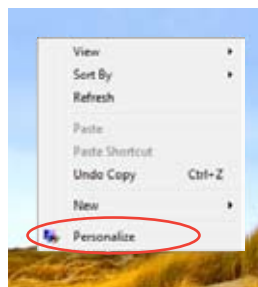 View
Sort By
Refresh
Paste
Paste Shortcut
Undo Copy Ctrl+Z
New
Personalize